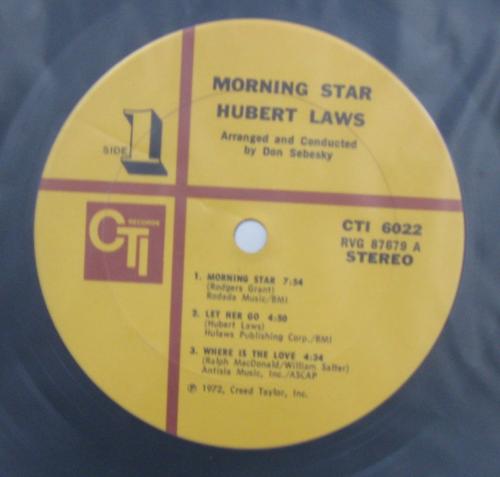 MORNING STAR
HUBERT LAWS
Arranged and Conducted
by Don Sebesky
SIDE 1
CTI RECORDS
CTI 6022
RVG 87679 A
STEREO
1. MORNING STAR 7:54
(Rodgers Grant)
Rodada Music/BMI
2. LET HER GO 4:50
(Hubert Laws)
Hulaws Publishing Corp./BMI
3. WHERE IS THE LOVE 4:34
(Ralph MacDonald/William Salter)
Antisia Music, Inc./ASCAP
℗ 1972, Creed Taylor, Inc.